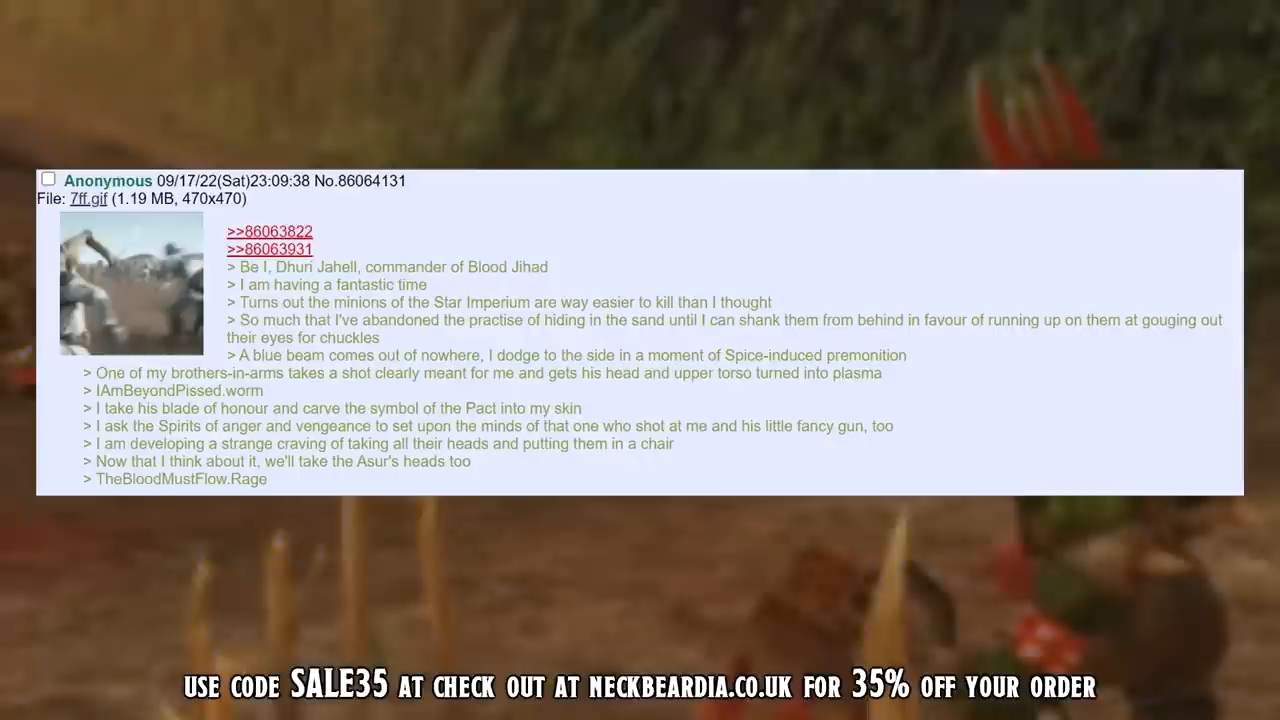 Anonymous 09/17/22(Sat)23:09:38 No.86064131
File: 7ff.gif (1.19 MB, 470x470)
>>86063822
>>86063931
> Be I, Dhuri Jahell, commander of Blood Jihad
> I am having a fantastic time
> Turns out the minions of the Star Imperium are way easier to kill than I thought
> So much that I've abandoned the practise of hiding in the sand until I can shank them from behind in favour of running up on them at gouging out
their eyes for chuckles
> A blue beam comes out of nowhere, I dodge to the side in a moment of Spice-induced premonition
> One of my brothers-in-arms takes a shot clearly meant for me and gets his head and upper torso turned into plasma
> IAmBeyondPissed.worm
> I take his blade of honour and carve the symbol of the Pact into my skin
> I ask the Spirits of anger and vengeance to set upon the minds of that one who shot at me and his little fancy gun, too
> I am developing a strange craving of taking all their heads and putting them in a chair
> Now that I think about it, we'll take the Asur's heads too
> TheBloodMustFlow.Rage
USE CODE SALE35 AT CHECK OUT AT NECKBEARDIA.CO.UK FOR 35% OFF YOUR ORDER